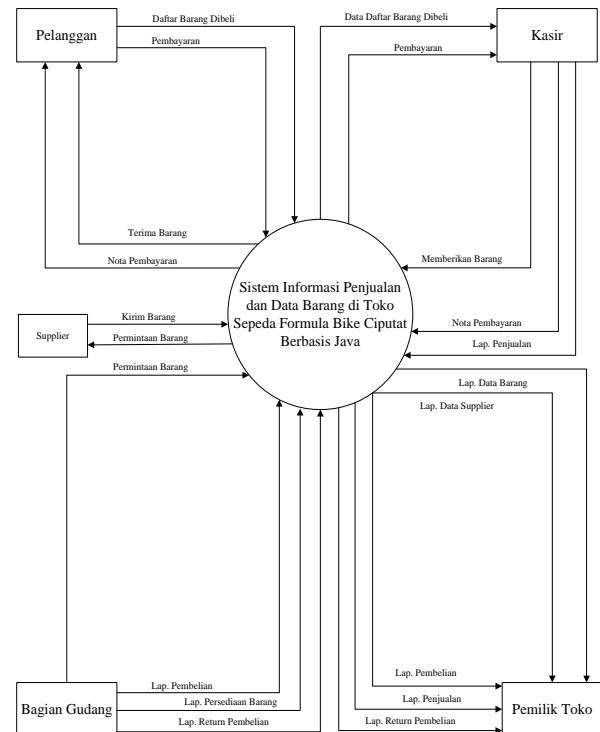 Daftar Barang Dibeli
Data Daftar Barang Dibeli
Pelanggan
Kasir
Pembayaran
Pembayaran
Terima Barang
Memberikan Barang
Nota Pembayaran
Sistem Informasi Penjualan
dan Data Barang di Toko
Sepeda Formula Bike Ciputat
Berbasis Java
Kirim Barang
Supplier
Permintaan Barang
Nota Pembayaran
Lap. Penjualan
Permintaan Barang
Lap. Data Barang
Lap. Data Supplier
Lap. Pembelian
Lap. Pembelian
Bagian Gudang
Lap. Persediaan Barang
Lap. Penjualan
Pemilik Toko
Lap. Return Pembelian
Lap. Return Pembelian